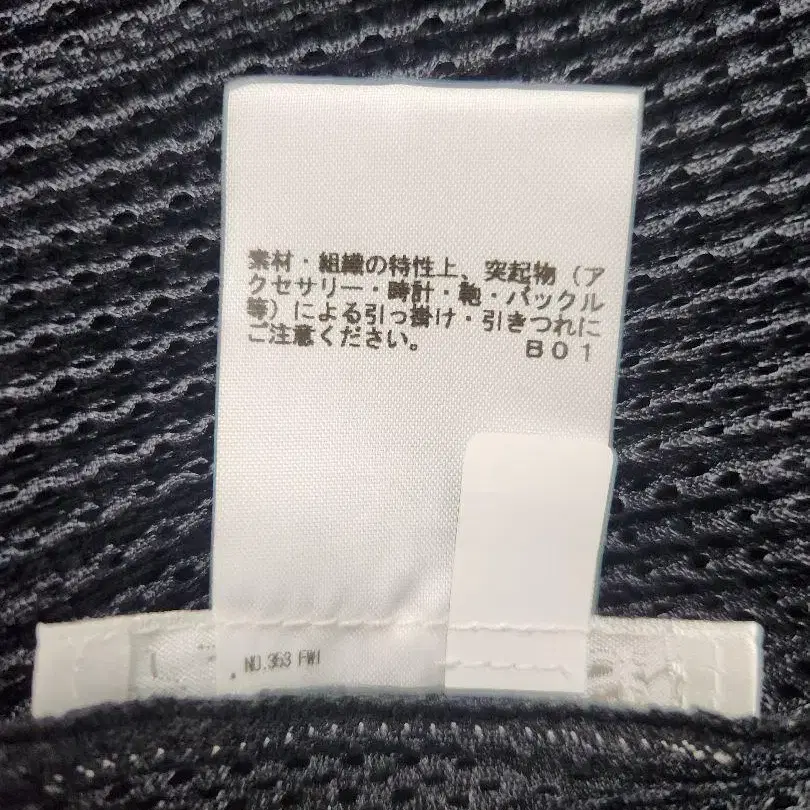 素材・組織の特性上、突起物（ア
クセサリー・時計・鞄・バックル
等）による引っ掛け・引きつれに
ご注意ください。 B01
NO.353 FW1